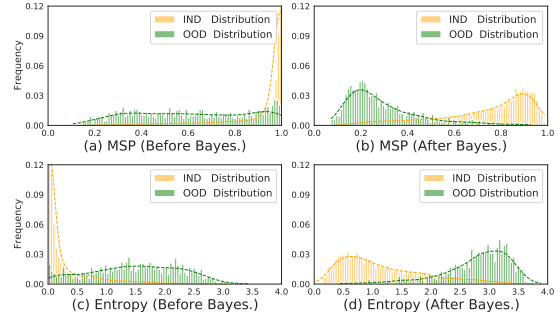 0.12
0.09
0.06
0.03
0.00
Frequency
IND Distribution
OOD Distribution
0.0 0.2 0.4 0.6 0.8 1.0
(a) MSP (Before Bayes.)
0.12
0.09
0.06
0.03
0.00
IND Distribution
OOD Distribution
0.0 0.2 0.4 0.6 0.8 1.0
(b) MSP (After Bayes.)
0.12
0.09
0.06
0.03
0.00
Frequency
IND Distribution
OOD Distribution
0.0 0.5 1.0 1.5 2.0 2.5 3.0 3.5 4.0
(c) Entropy (Before Bayes.)
0.12
0.09
0.06
0.03
0.00
IND Distribution
OOD Distribution
0.0 0.5 1.0 1.5 2.0 2.5 3.0 3.5 4.0
(d) Entropy (After Bayes.)